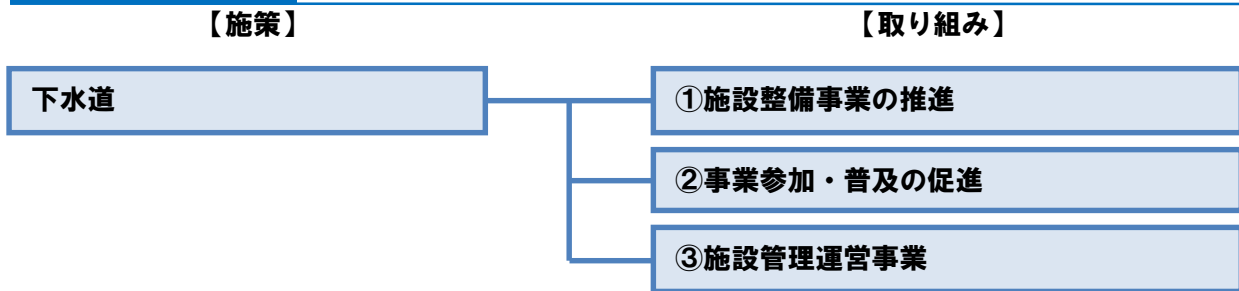 【施策】
【取り組み】
下水道
①施設整備事業の推進
②事業参加・普及の促進
③施設管理運営事業